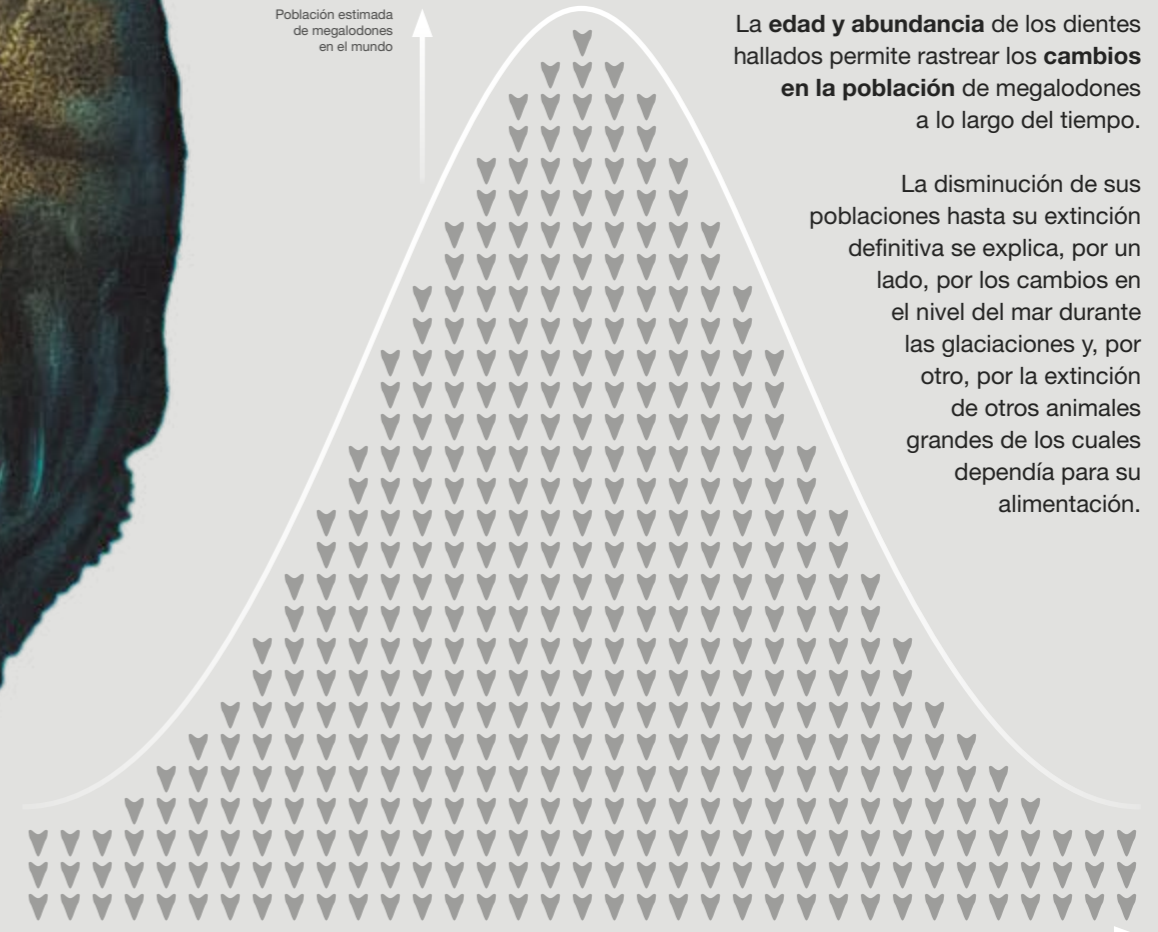 Población estimada
de megalodones
en el mundo
La edad y abundancia de los dientes
hallados permite rastrear los cambios
en la población de megalodones
a lo largo del tiempo.
La disminución de sus
poblaciones hasta su extinción
definitiva se explica, por un
lado, por los cambios en
el nivel del mar durante
las glaciaciones y, por
otro, por la extinción
de otros animales
grandes de los cuales
dependía para su
alimentación.